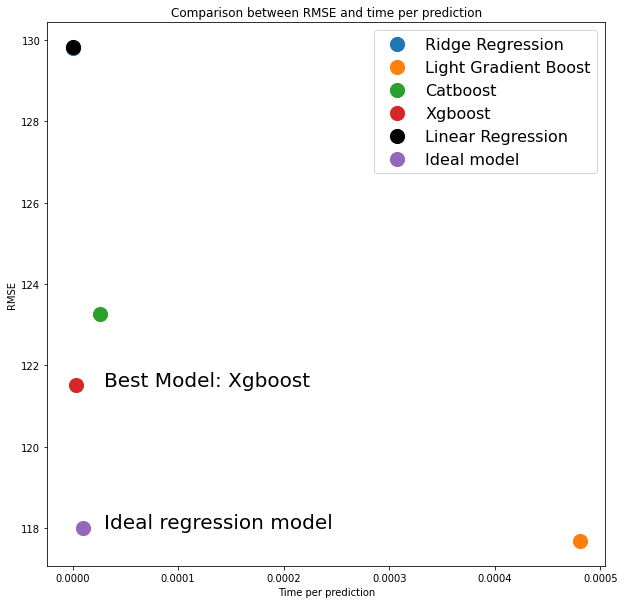 Comparison between RMSE and time per prediction
130
128
126
124
122
120
118
RMSE
Ridge Regression
Light Gradient Boost
Catboost
Xgboost
Linear Regression
Ideal model
Best Model: Xgboost
Ideal regression model
0.0000
0.0001
0.0002
0.0003
0.0004
0.0005
Time per prediction